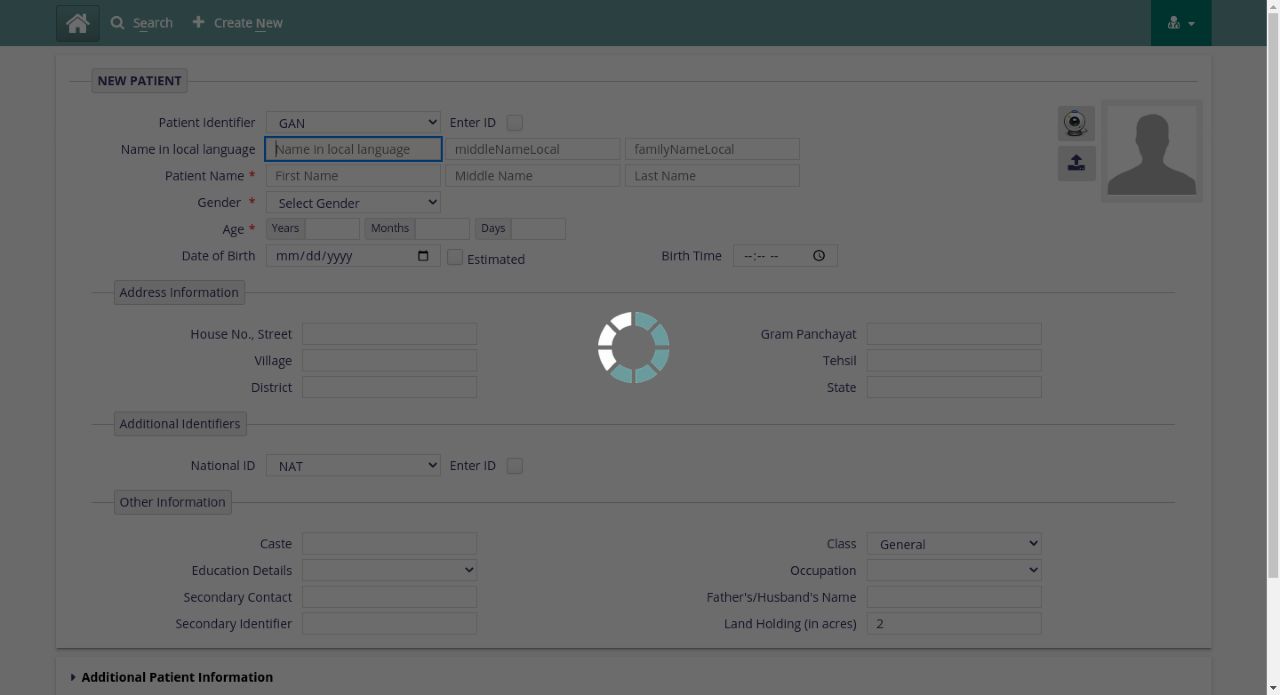 Search Create New
NEW PATIENT
Patient Identifier GAN Enter ID
Name in local language Name in local language middleNameLocal familyNameLocal
Patient Name * First Name Middle Name Last Name
Gender * Select Gender
Age * Years Months Days
Date of Birth mm/dd/yyyy Estimated Birth Time --:-- --
Address Information
House No., Street Gram Panchayat
Village Tehsil
District State
Additional Identifiers
National ID NAT Enter ID
Other Information
Caste Class General
Education Details Occupation
Secondary Contact Father's/Husband's Name
Secondary Identifier Land Holding (in acres) 2
Additional Patient Information